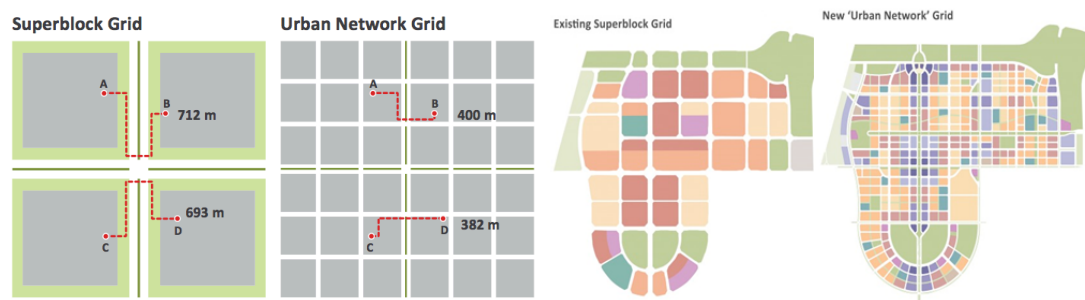 Superblock Grid
Urban Network Grid
Existing Superblock Grid
New ‘Urban Network’ Grid
A
B
712 m
693 m
D
C
A
B
400 m
D
382 m
C